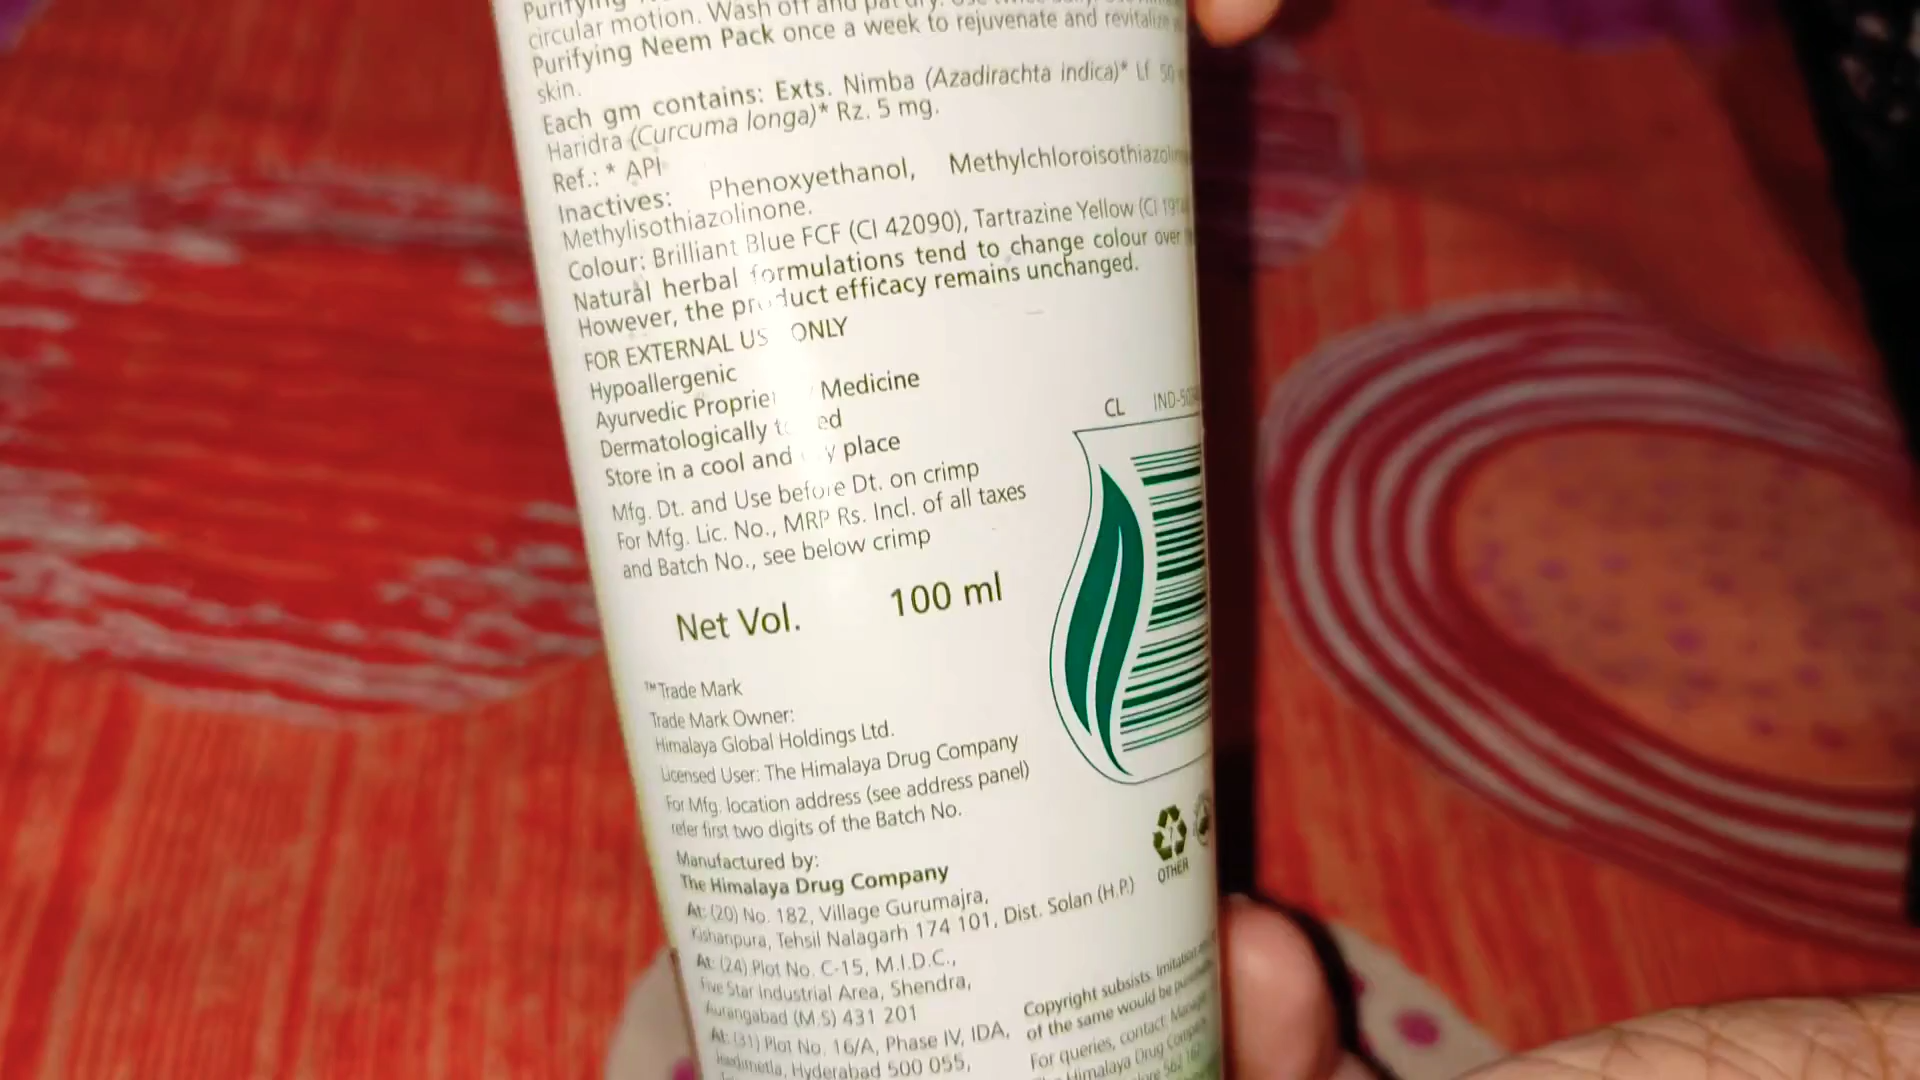 Purifying
circular motion. Wash off and pat dry.
Purifying Neem Pack once a week to rejuvenate and revitalize
skin.
Each gm contains: Exts. Nimba (Azadirachta indica)* Lf 50
Haridra (Curcuma longa)* Rz. 5 mg.
Ref.: * API
Inactives: Phenoxyethanol,
Methylisothiazolinone.
Colour: Brilliant Blue FCF (CI 42090), Tartrazine Yellow (CI
Natural herbal formulations tend to change colour over
However, the product efficacy remains unchanged.
FOR EXTERNAL US ONLY
Hypoallergenic
Ayurvedic Medicine
Dermatologically
Store in a cool and place
Mfg. Dt. and Use before Dt. on crimp
For Mfg. Lic. No., MRP Rs. Incl. of all taxes
and Batch No., see below crimp
Net Vol. 100 ml
CL
™Trade Mark
Trade Mark Owner:
Himalaya Global Holdings Ltd.
Licensed User: The Himalaya Drug Company
For Mfg. location address (see address panel)
refer first two digits of the Batch No.
Manufactured by:
The Himalaya Drug Company
At: (20) No. 182, Village Gurumajra,
Kishanpura, Tehsil Nalagarh 174 101, Dist. Solan (H.P.)
At: (24) Plot No. C-15, M.I.D.C.,
Five Star Industrial Area, Shendra,
Aurangabad (M.S) 431 201
At: (31) Plot No. 16/A, Phase IV, IDA,
Hyderabad 500 055,
7
OTHER
Copyright subsists. Imitation
of the same would be
For queries, contact:
Himalaya Drug